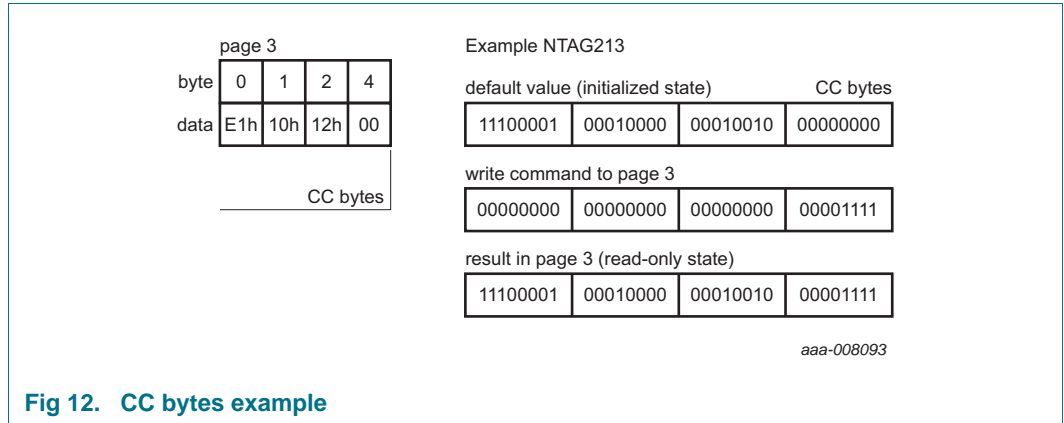 page 3
byte 0 1 2 4
data E1h 10h 12h 00
CC bytes
Example NTAG213
default value (initialized state) CC bytes
11100001 00010000 00010010 00000000
write command to page 3
00000000 00000000 00000000 00001111
result in page 3 (read-only state)
11100001 00010000 00010010 00001111
aaa-008093
Fig 12. CC bytes example